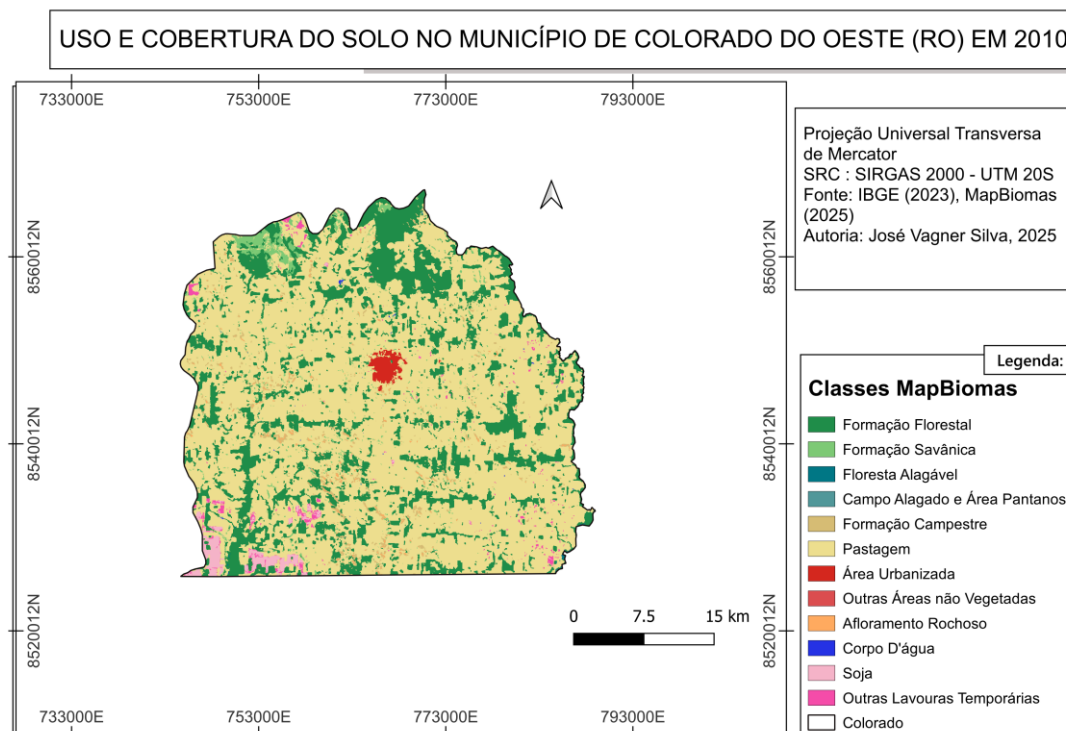 USO E COBERTURA DO SOLO NO MUNICÍPIO DE COLORADO DO OESTE (RO) EM 2010
733000E 753000E 773000E 793000E
Projeção Universal Transversa
de Mercator
SRC : SIRGAS 2000 - UTM 20S
Fonte: IBGE (2023), MapBiomas
(2025)
Autoria: José Vagner Silva, 2025
8560012N
8560012N
8540012N
8540012N
8520012N
8520012N
Legenda:
Classes MapBiomas
Formação Florestal
Formação Savânica
Floresta Alagável
Campo Alagado e Área Pantanos
Formação Campestre
Pastagem
Área Urbanizada
Outras Áreas não Vegetadas
Afloramento Rochoso
Corpo D'água
Soja
Outras Lavouras Temporárias
Colorado
0 7.5 15 km
733000E 753000E 773000E 793000E